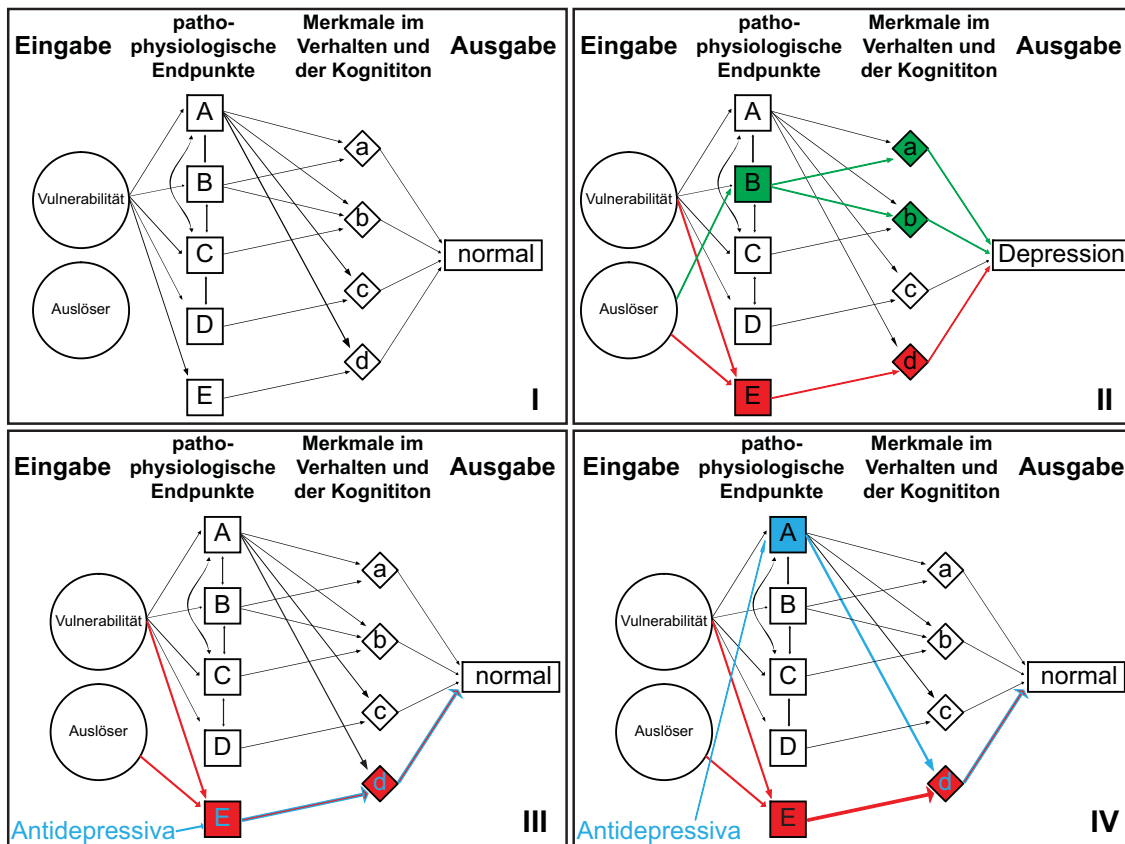 Eingabe
patho-
physiologische
Endpunkte
Merkmale im
Verhalten und
der Kognititon
Ausgabe
Vulnerabilität
Auslöser
A
B
C
D
E
a
b
c
d
normal
I
Eingabe
patho-
physiologische
Endpunkte
Merkmale im
Verhalten und
der Kognititon
Ausgabe
Vulnerabilität
Auslöser
A
B
C
D
E
a
b
c
d
Depression
II
Eingabe
patho-
physiologische
Endpunkte
Merkmale im
Verhalten und
der Kognititon
Ausgabe
Vulnerabilität
Auslöser
A
B
C
D
E
a
b
c
d
normal
Antidepressiva
III
Eingabe
patho-
physiologische
Endpunkte
Merkmale im
Verhalten und
der Kognititon
Ausgabe
Vulnerabilität
Auslöser
A
B
C
D
E
a
b
c
d
normal
Antidepressiva
IV